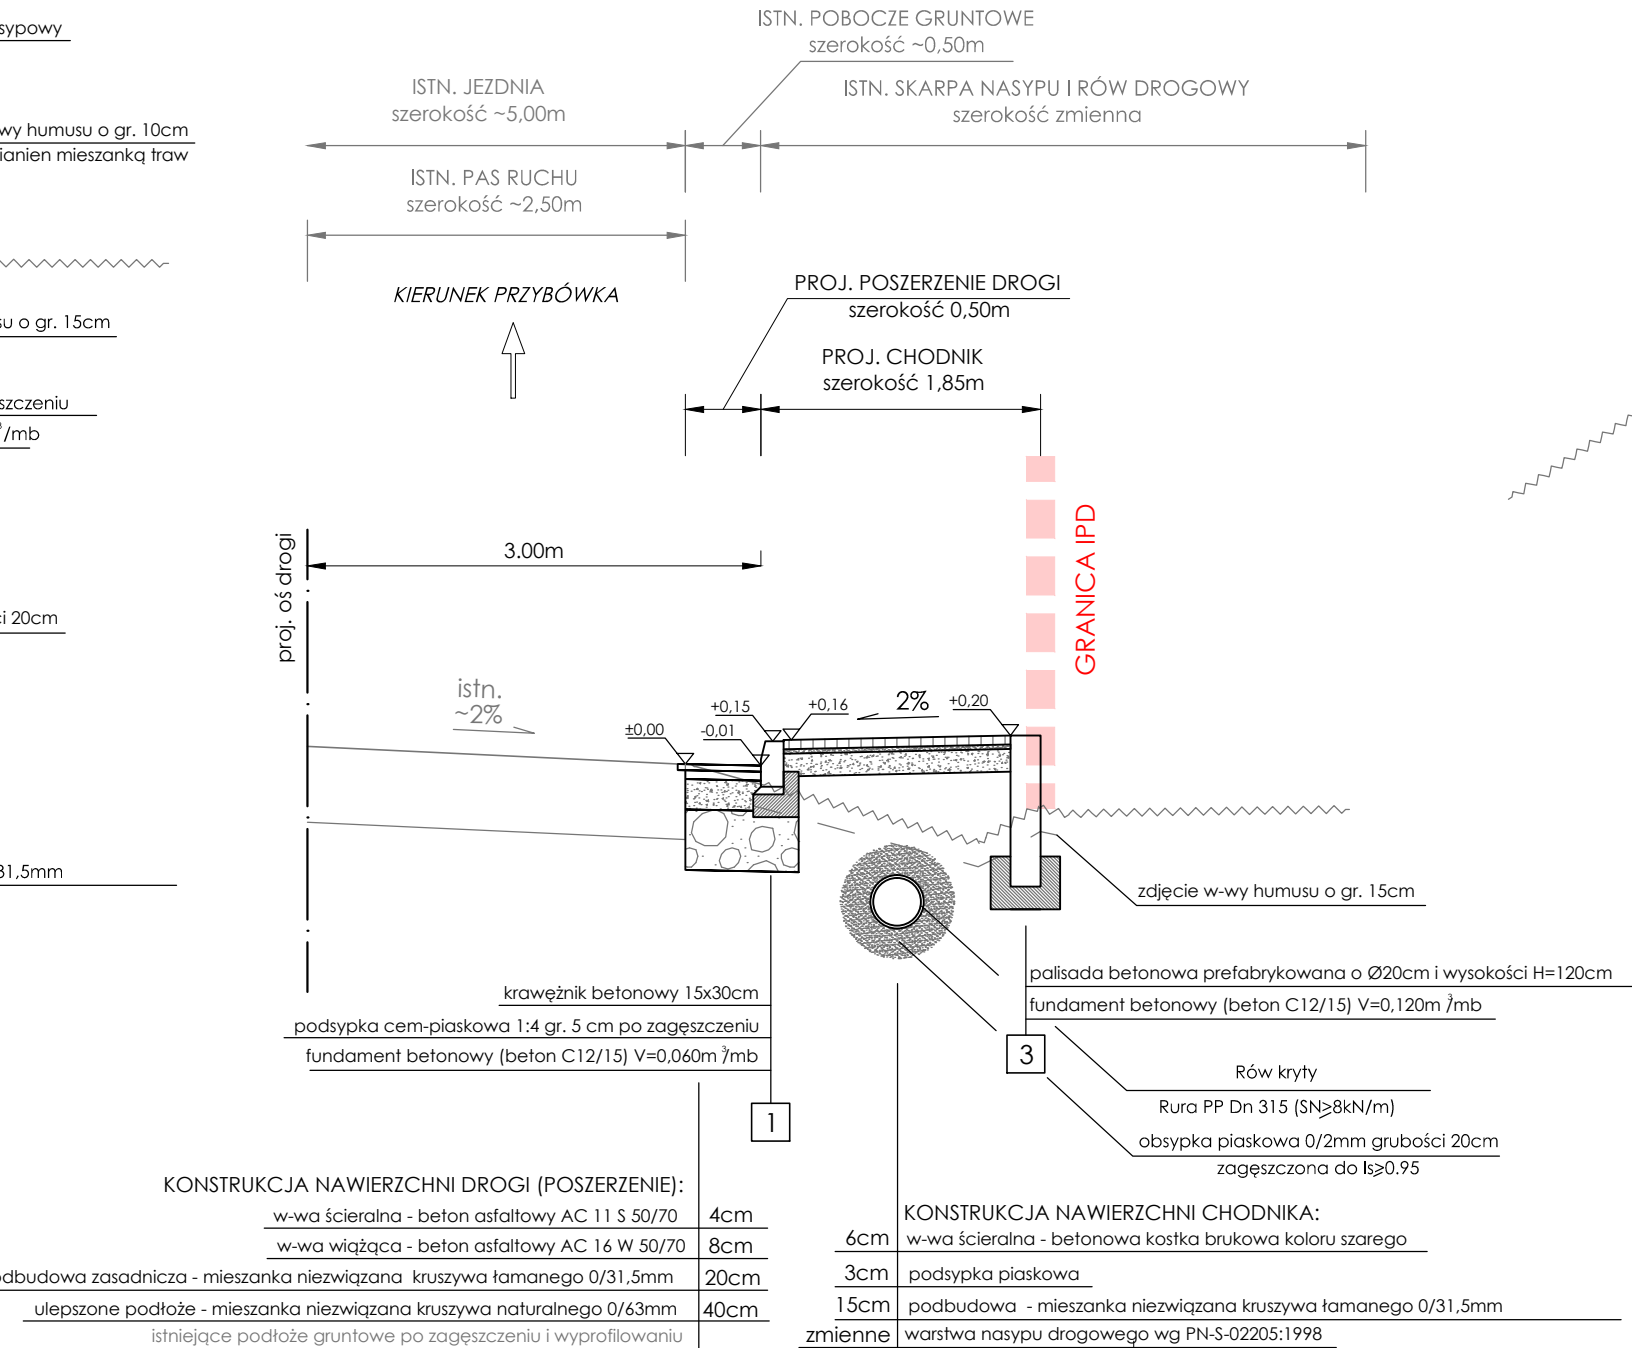 sypowy
wy humusu o gr. 10cm
ianien mieszanką traw
su o gr. 15cm
szczeniu
³/mb
ci 20cm
31,5mm
ISTN. POBOCZE GRUNTOWE
szerokość ~0,50m
ISTN. JEZDNIA
szerokość ~5,00m
ISTN. SKARPA NASYPU I RÓW DROGOWY
szerokość zmienna
ISTN. PAS RUCHU
szerokość ~2,50m
KIERUNEK PRZYBÓWKA
PROJ. POSZERZENIE DROGI
szerokość 0,50m
PROJ. CHODNIK
szerokość 1,85m
proj. oś drogi
3.00m
GRANICA IPD
istn.
~2%
±0,00
-0,01
+0,15
+0,16
2%
+0,20
zdjęcie w-wy humusu o gr. 15cm
krawężnik betonowy 15x30cm
podsypka cem-piaskowa 1:4 gr. 5 cm po zagęszczeniu
fundament betonowy (beton C12/15) V=0,060m³/mb
1
palisada betonowa prefabrykowana o Ø20cm i wysokości H=120cm
fundament betonowy (beton C12/15) V=0,120m³/mb
3
Rów kryty
Rura PP Dn 315 (SN≥8kN/m)
obsypka piaskowa 0/2mm grubości 20cm
zagęszczona do Is≥0.95
KONSTRUKCJA NAWIERZCHNI DROGI (POSZERZENIE):
w-wa ścieralna - beton asfaltowy AC 11 S 50/70 4cm
w-wa wiążąca - beton asfaltowy AC 16 W 50/70 8cm
odbudowa zasadnicza - mieszanka niezwiązana kruszywa łamanego 0/31,5mm 20cm
ulepszone podłoże - mieszanka niezwiązana kruszywa naturalnego 0/63mm 40cm
istniejące podłoże gruntowe po zagęszczeniu i wyprofilowaniu
KONSTRUKCJA NAWIERZCHNI CHODNIKA:
6cm w-wa ścieralna - betonowa kostka brukowa koloru szarego
3cm podsypka piaskowa
15cm podbudowa - mieszanka niezwiązana kruszywa łamanego 0/31,5mm
zmienne warstwa nasypu drogowego wg PN-S-02205:1998